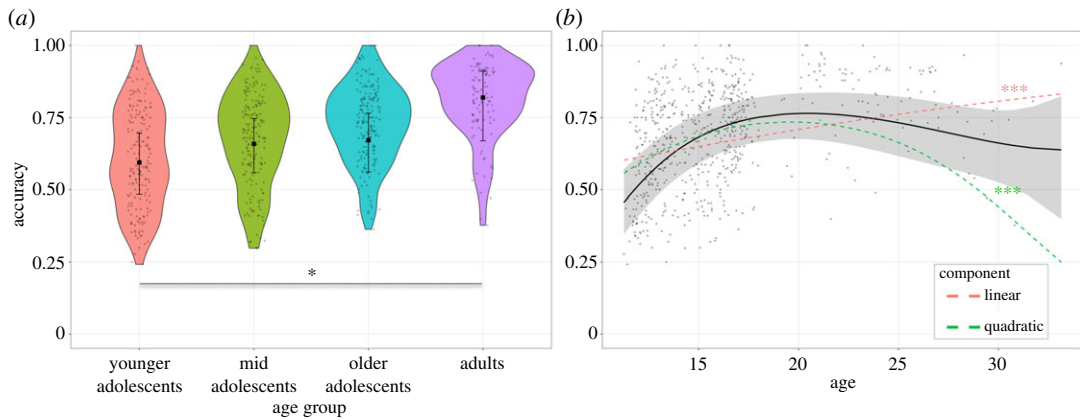 (a)
1.00
0.75
0.50
0.25
0
accuracy
*
younger
adolescents
mid
adolescents
older
adolescents
adults
age group
(b)
1.00
0.75
0.50
0.25
0
***
***
component
linear
quadratic
15
20
25
30
age